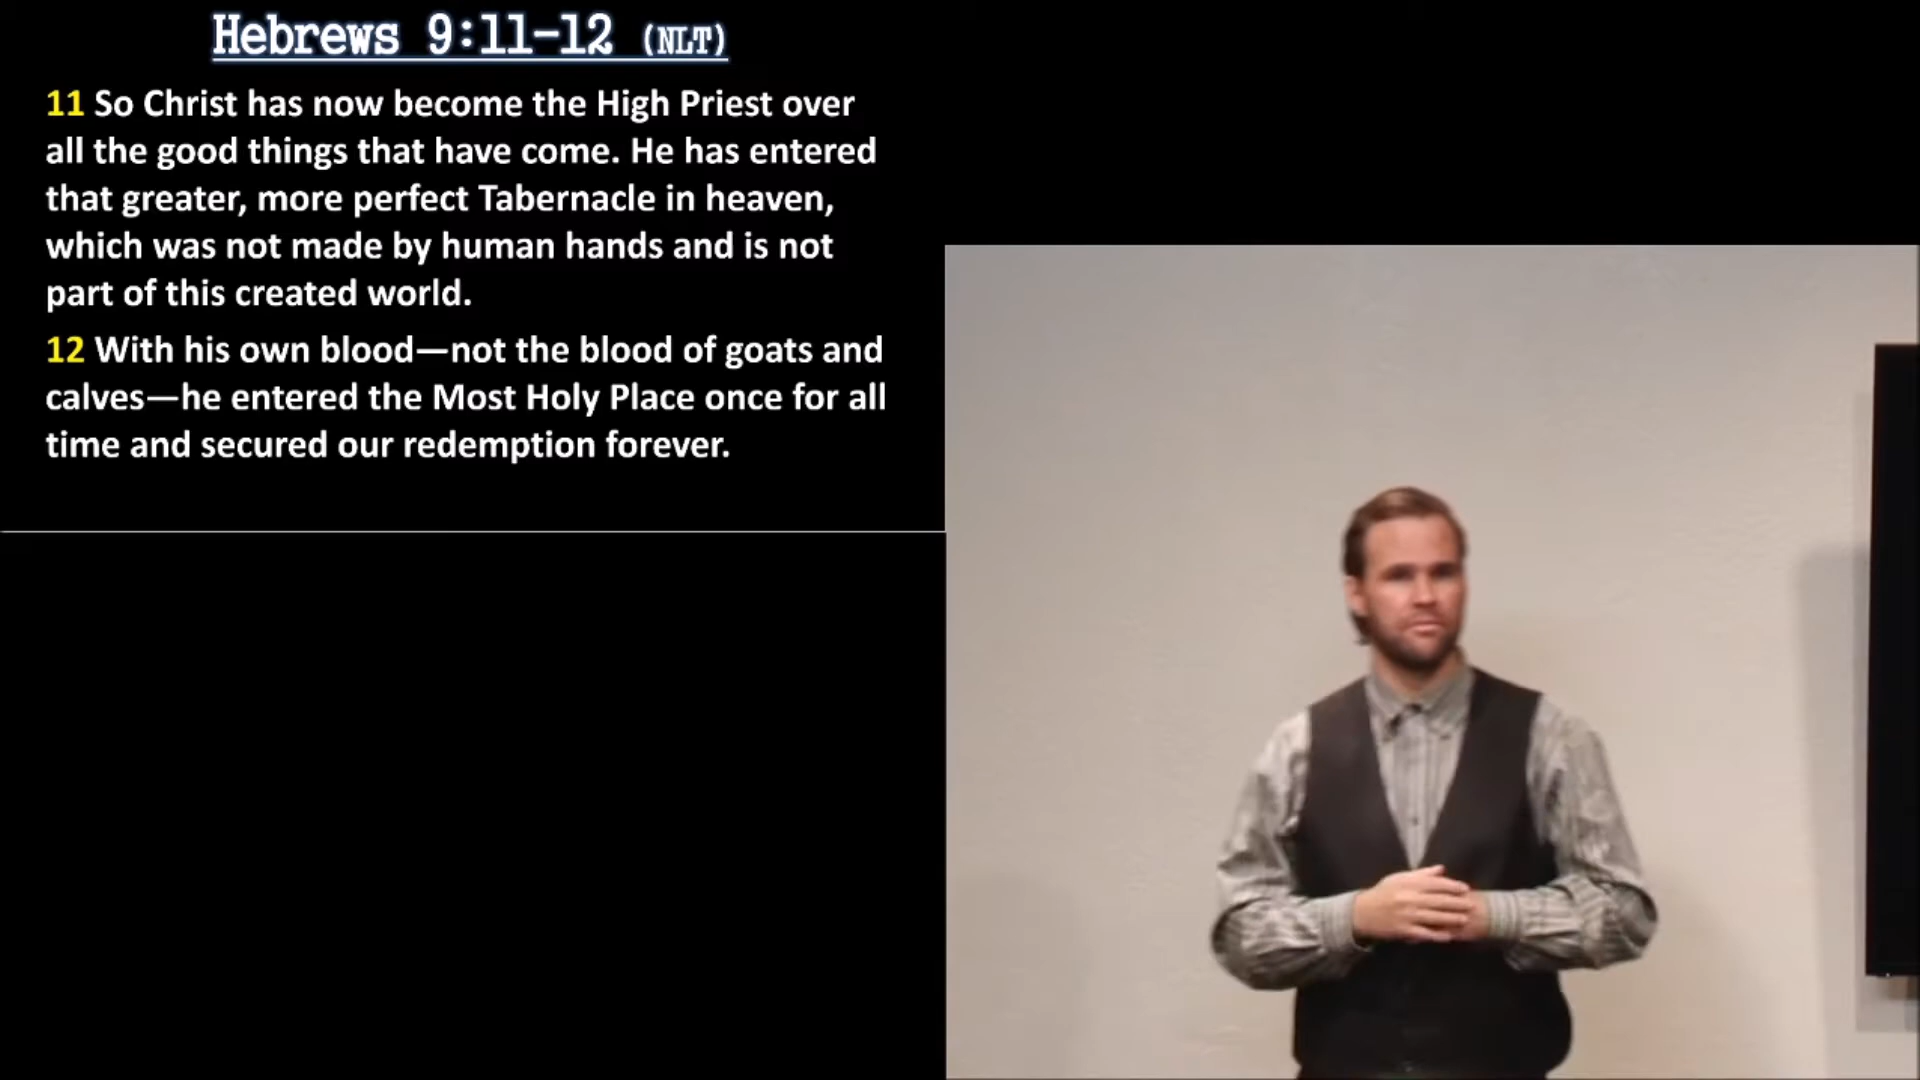 Hebrews 9:11-12 (NLT)
11 So Christ has now become the High Priest over
all the good things that have come. He has entered
that greater, more perfect Tabernacle in heaven,
which was not made by human hands and is not
part of this created world.
12 With his own blood—not the blood of goats and
calves—he entered the Most Holy Place once for all
time and secured our redemption forever.